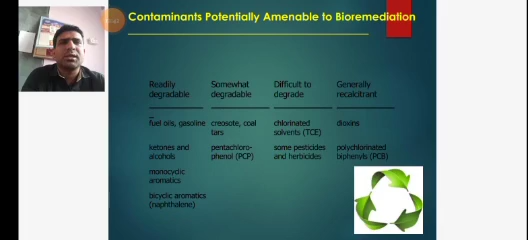 Contaminants Potentially Amenable to Bioremediation
Readily degradable
Somewhat degradable
Difficult to degrade
Generally recalcitrant
fuel oils, gasoline
creosote, coal tars
chlorinated solvents (TCE)
dioxins
ketones and alcohols
pentachloro-phenol (PCP)
some pesticides and herbicides
polychlorinated biphenyls (PCB)
monocyclic aromatics
bicyclic aromatics (naphthalene)